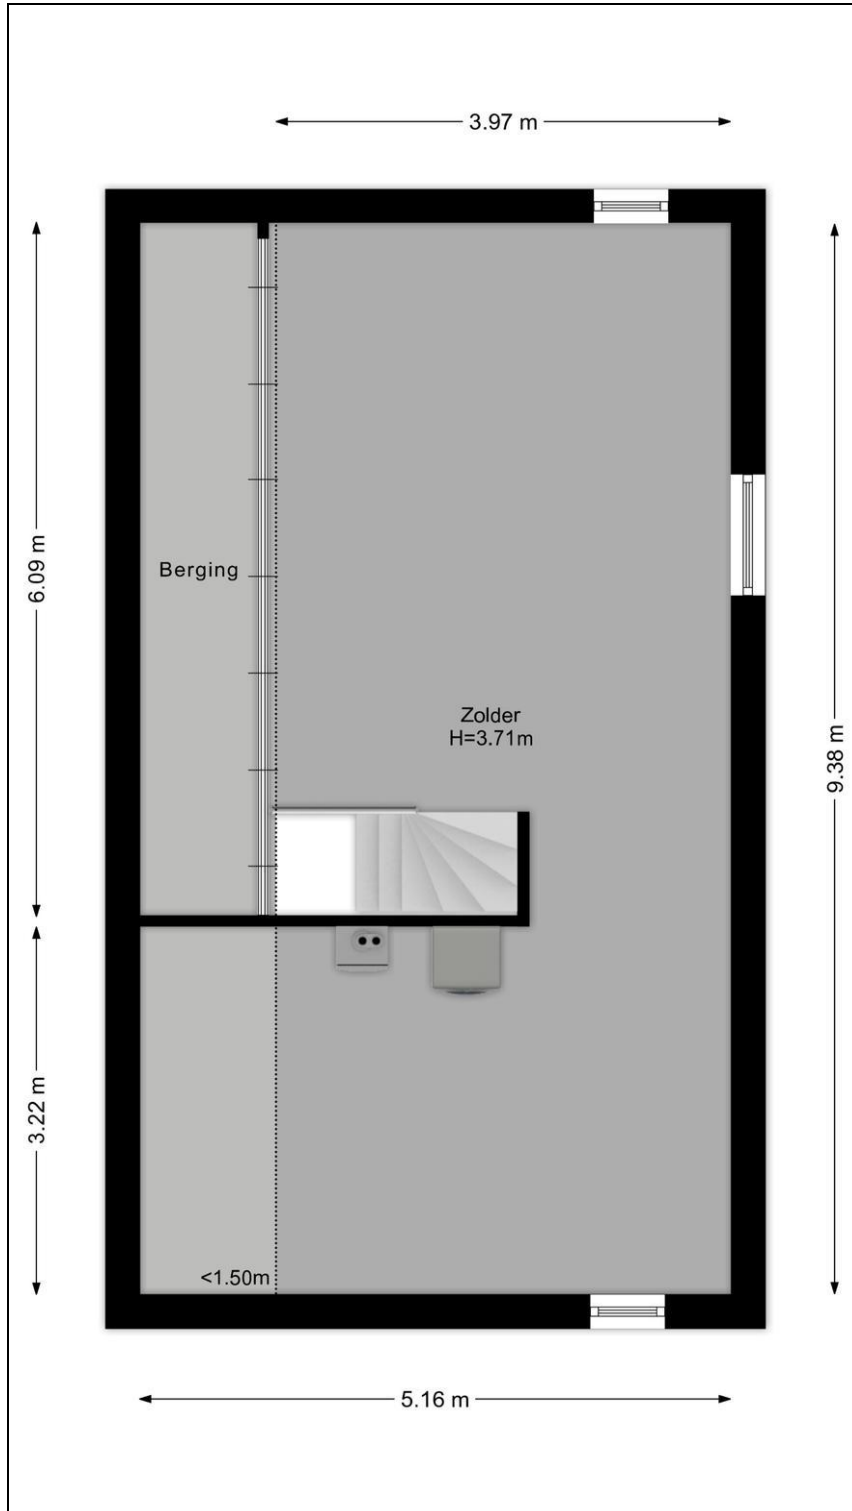 3.97 m
6.09 m
Berging
Zolder
H=3.71m
9.38 m
3.22 m
<1.50m
5.16 m